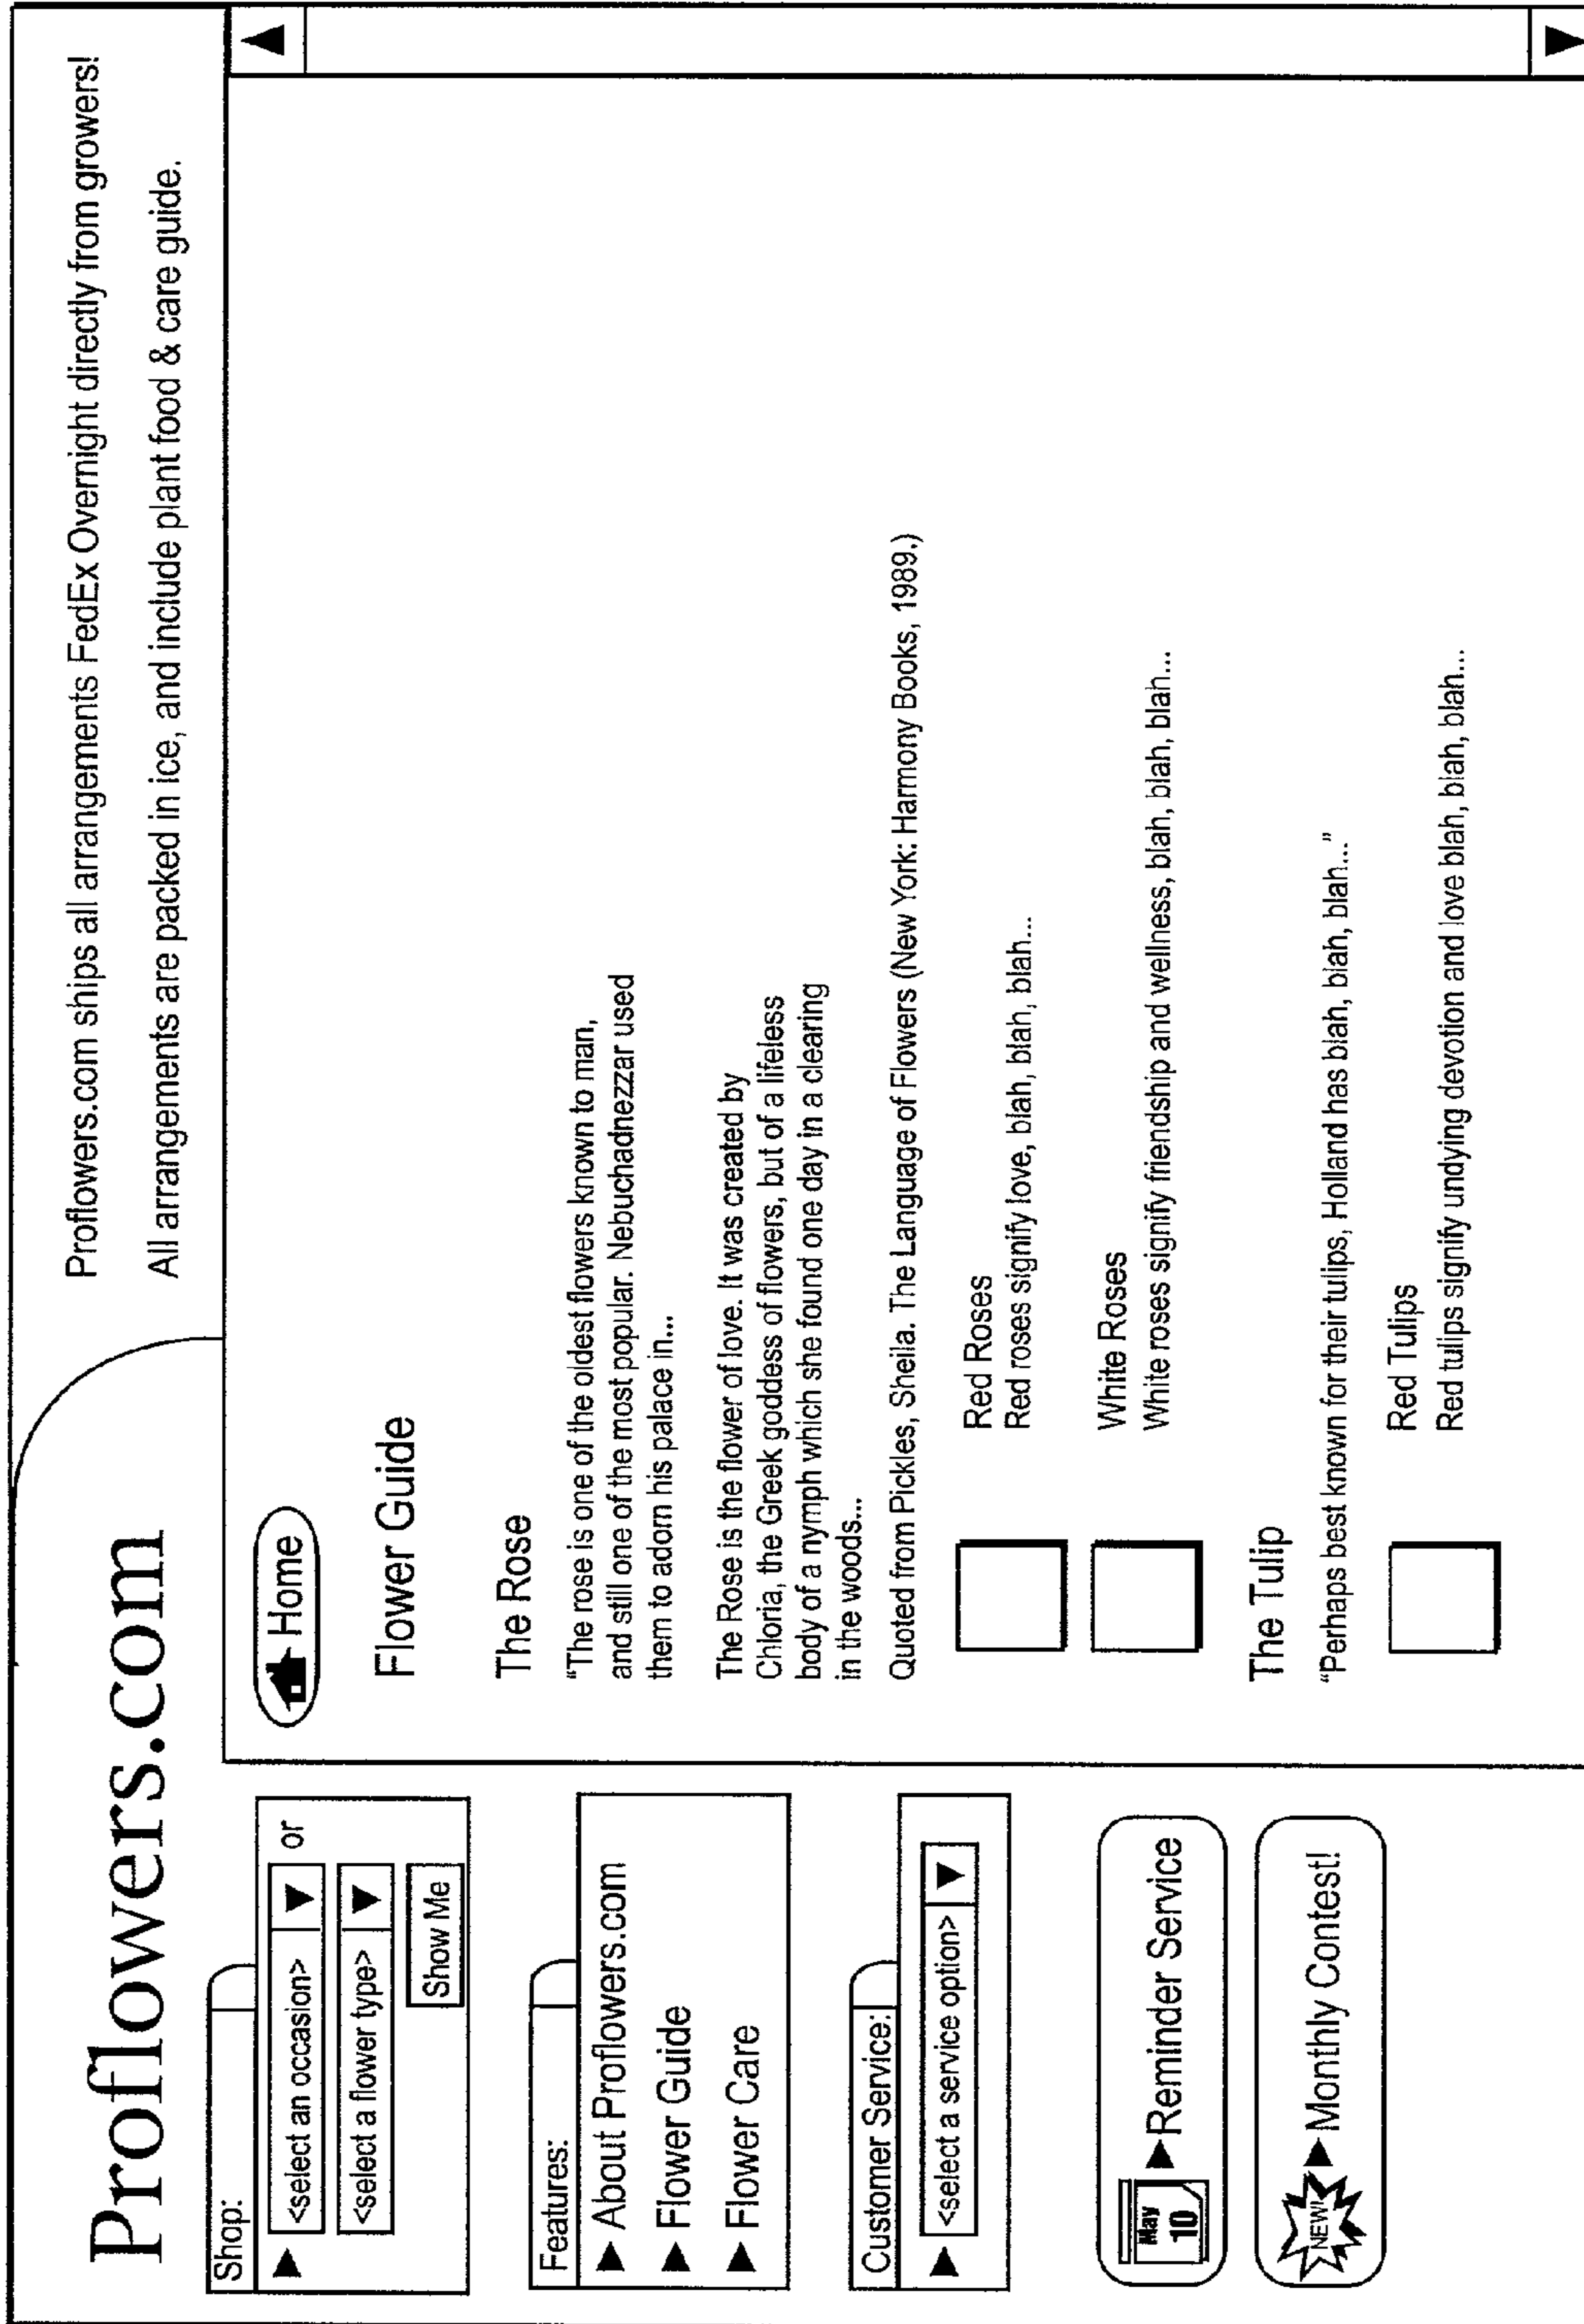 Proflowers.com
Proflowers.com ships all arrangements FedEx Overnight directly from growers!
All arrangements are packed in ice, and include plant food & care guide.
Shop:
<select an occasion> or
<select a flower type>
Show Me
Features:
About Proflowers.com
Flower Guide
Flower Care
Customer Service:
<select a service option>
May
10
Reminder Service
NEW!
Monthly Contest!
Home
Flower Guide
The Rose
“The rose is one of the oldest flowers known to man,
and still one of the most popular. Nebuchadnezzar used
them to adorn his palace in...
The Rose is the flower of love. It was created by
Chloria, the Greek goddess of flowers, but of a lifeless
body of a nymph which she found one day in a clearing
in the woods...
Quoted from Pickles, Sheila. The Language of Flowers (New York: Harmony Books, 1989.)
Red Roses
Red roses signify love, blah, blah, blah...
White Roses
White roses signify friendship and wellness, blah, blah, blah...
The Tulip
“Perhaps best known for their tulips, Holland has blah, blah, blah...”
Red Tulips
Red tulips signify undying devotion and love blah, blah, blah...